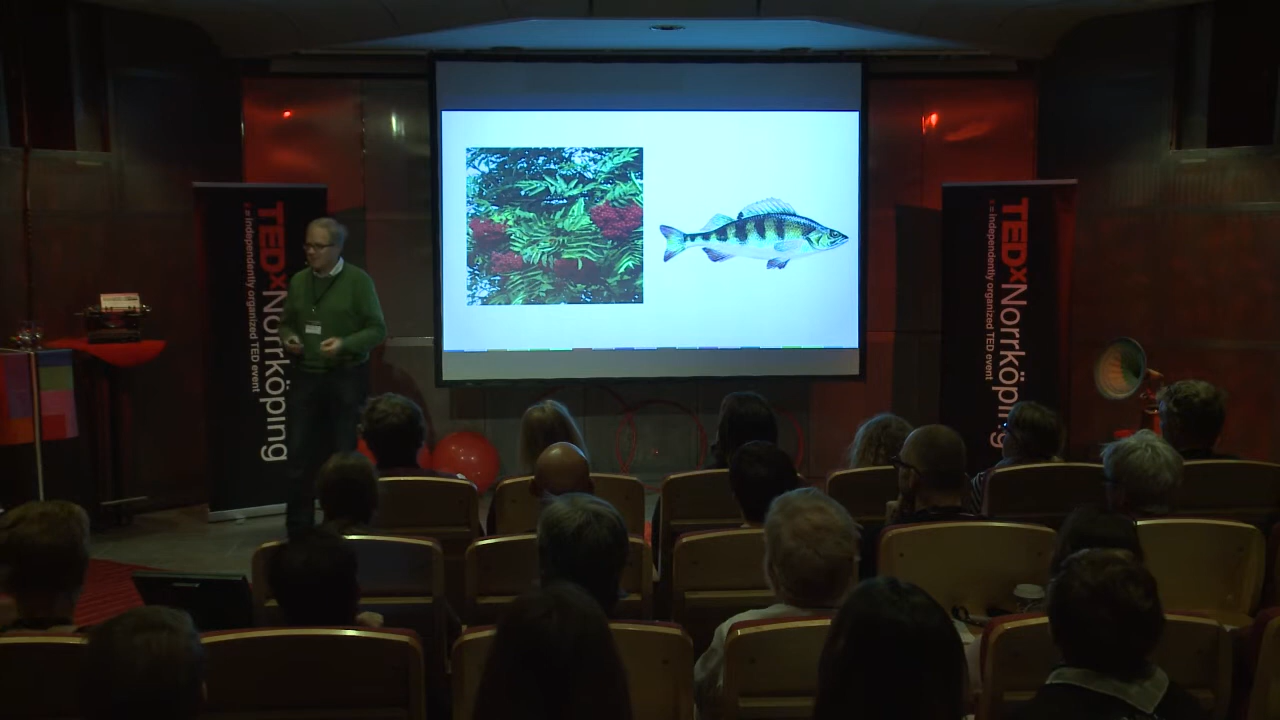 TEDxNorrköping
x = independently organized TED event
TEDxNorrköping
x = independently organized TED event